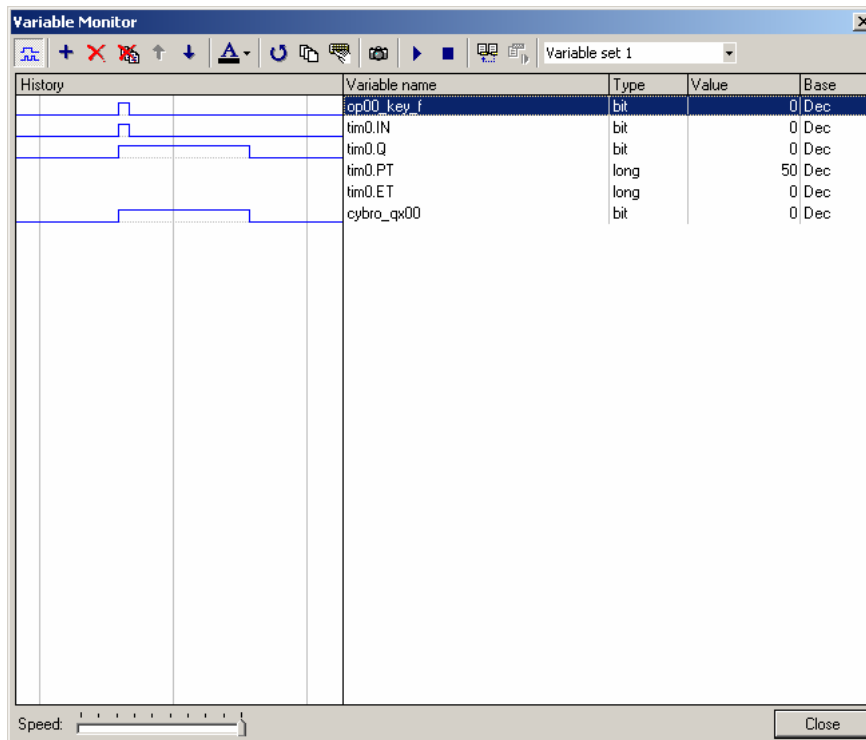 Variable Monitor
A Variable set 1
History Variable name Type Value Base
op00_key_f bit 0 Dec
tim0.IN bit 0 Dec
tim0.Q bit 0 Dec
tim0.PT long 50 Dec
tim0.ET long 0 Dec
cybro_qx00 bit 0 Dec
Speed: Close